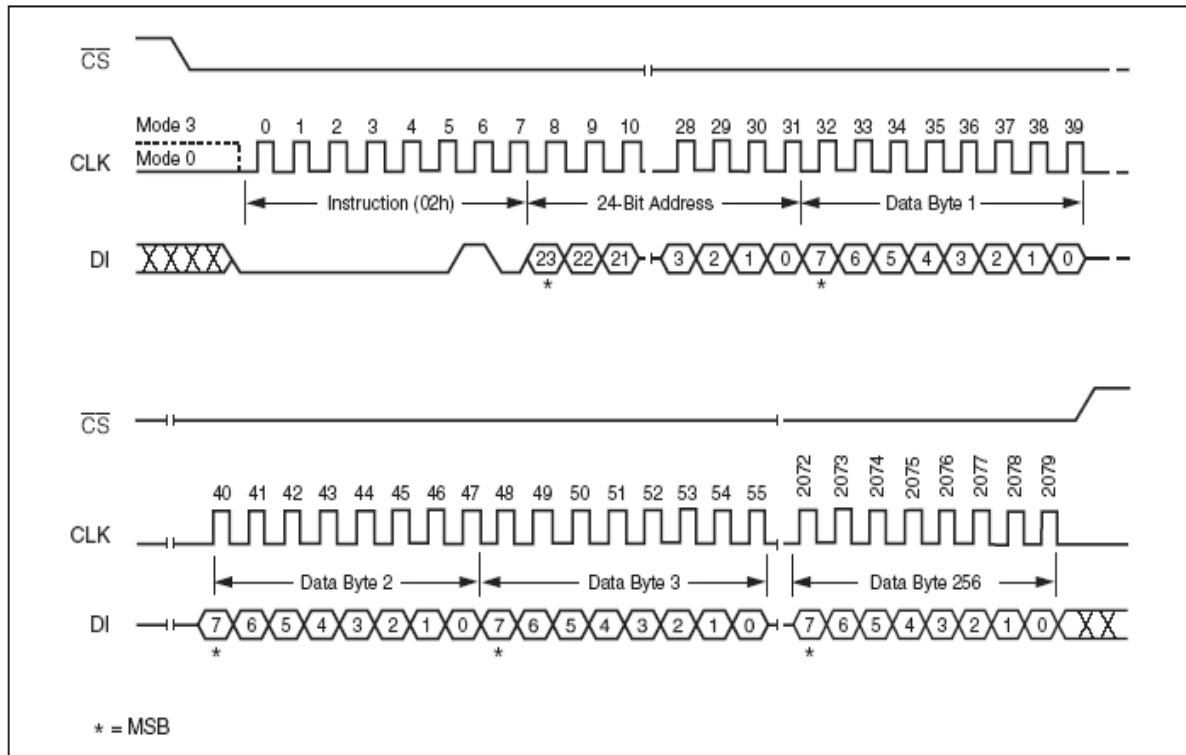 CS
Mode 3
0 1 2 3 4 5 6 7 8 9 10 28 29 30 31 32 33 34 35 36 37 38 39
CLK
Mode 0
Instruction (02h) 24-Bit Address Data Byte 1
DI 23 22 21 3 2 1 0 7 6 5 4 3 2 1 0
* *
CS
40 41 42 43 44 45 46 47 48 49 50 51 52 53 54 55 2072 2073 2074 2075 2076 2077 2078 2079
CLK
Data Byte 2 Data Byte 3 Data Byte 256
DI 7 6 5 4 3 2 1 0 7 6 5 4 3 2 1 0 7 6 5 4 3 2 1 0
* * *
* = MSB